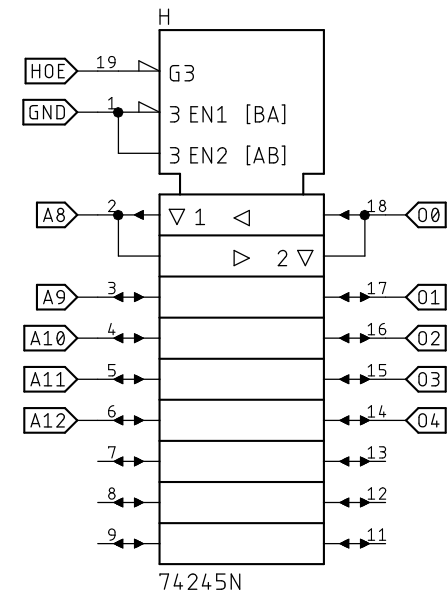 H
HOE 19 G3
GND 1 3 EN1 [BA]
3 EN2 [AB]
A8 2 ▽ 1 ◁ 18 O0
▷ 2 ▽
A9 3 17 O1
A10 4 16 O2
A11 5 15 O3
A12 6 14 O4
7 13
8 12
9 11
74245N